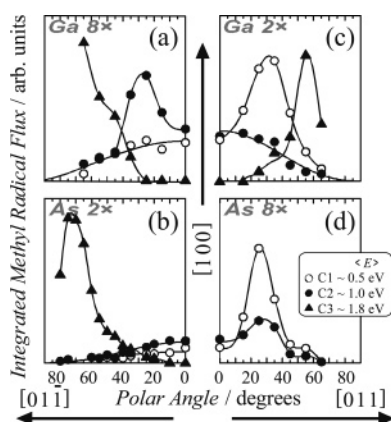 Integrated Methyl Radical Flux / arb. units
Ga 8×
(a)
Ga 2×
(c)
As 2×
(b)
[100]
As 8×
(d)
<E>
C1 ~ 0.5 eV
C2 ~ 1.0 eV
C3 ~ 1.8 eV
80 60 40 20 0
0 20 40 60 80
[011̄] Polar Angle / degrees [011]